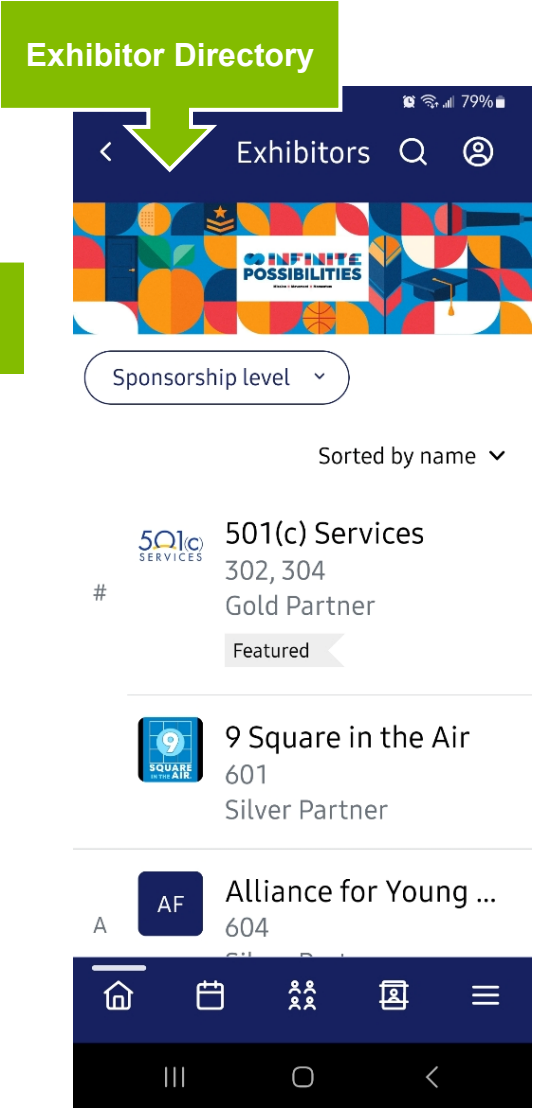 Exhibitor Directory
79%
Exhibitors
INFINITE
POSSIBILITIES
Sponsorship level
Sorted by name
501(c)
SERVICES
501(c) Services
302, 304
#
Gold Partner
Featured
9
SQUARE
IN THE AIR
9 Square in the Air
601
Silver Partner
AF
Alliance for Young ...
A
604